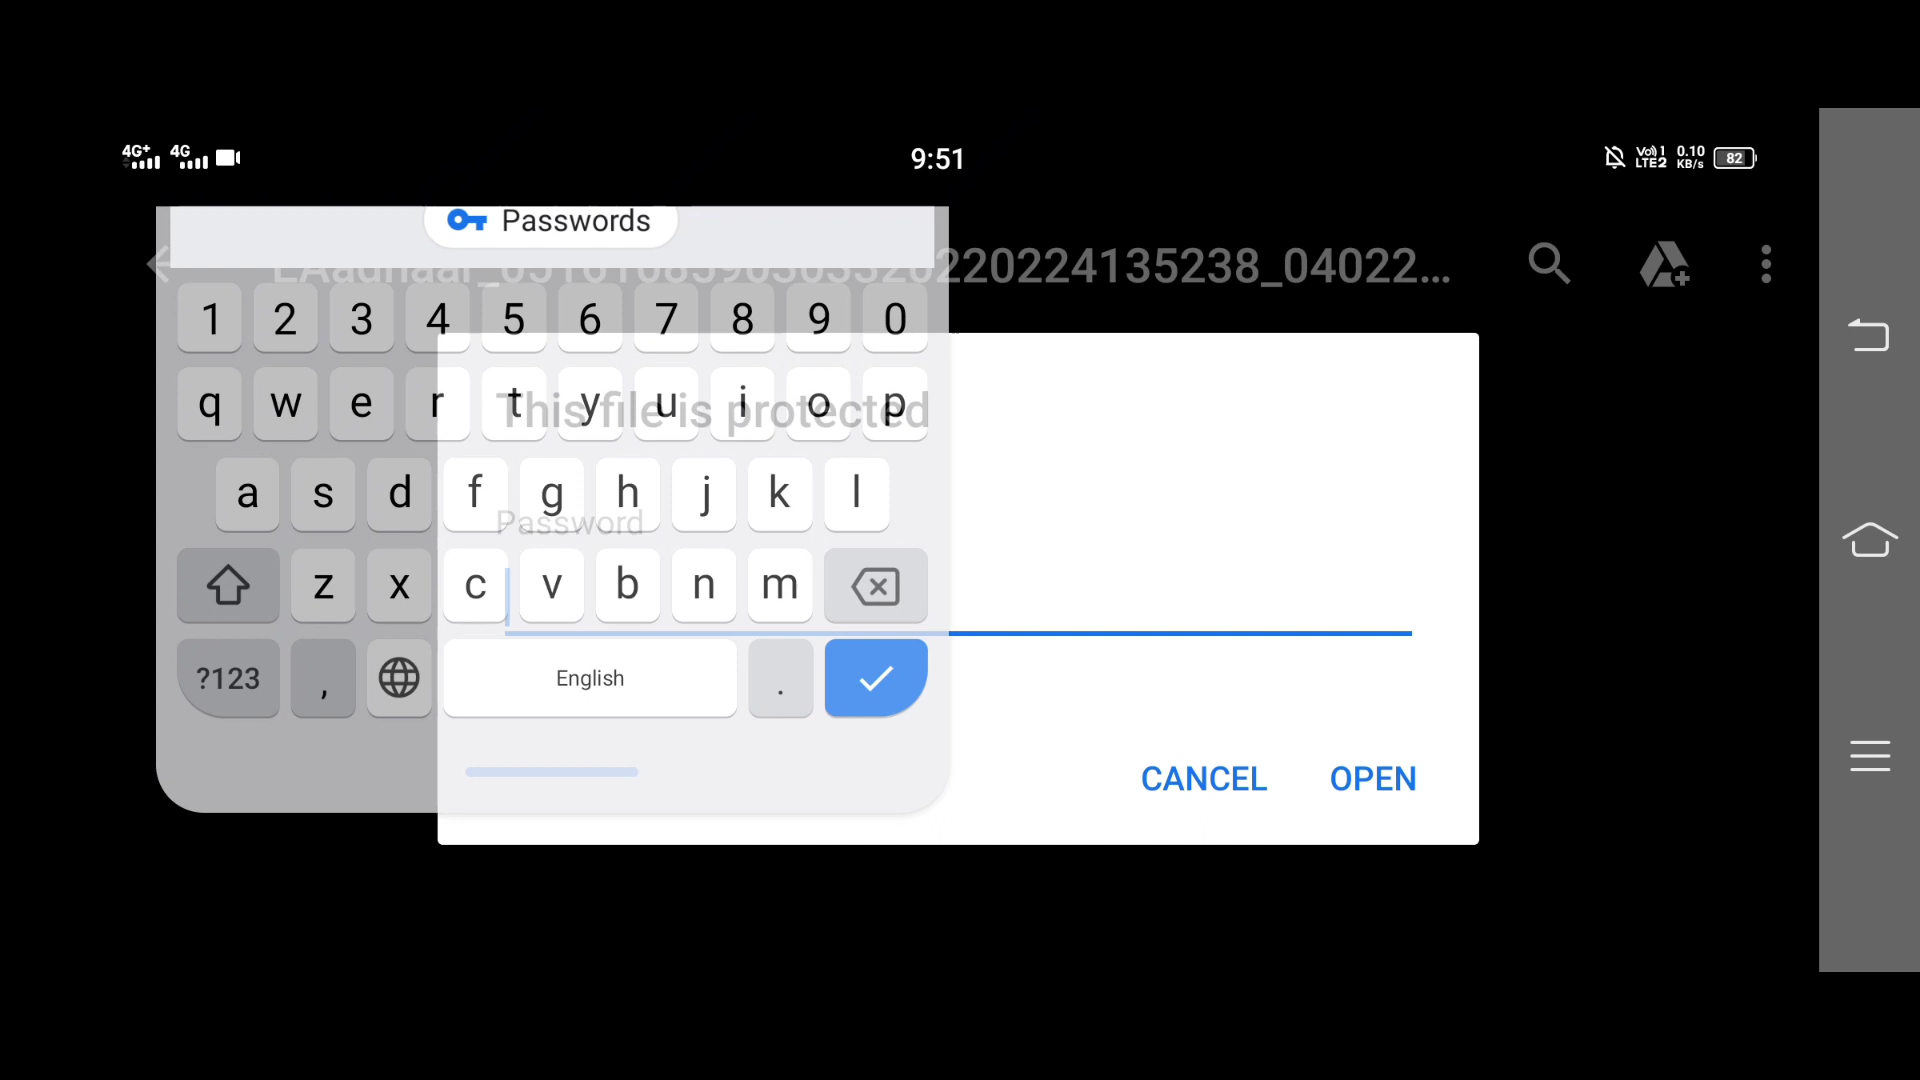 4G+ 4G 9:51 Vo) 1 LTE2 0.10 KB/s 82
Passwords
220224135238_04022...
1 2 3 4 5 6 7 8 9 0
q w e r t y u i o p
This file is protected
a s d f g h j k l
Password
z x c v b n m
?123 , English .
CANCEL OPEN